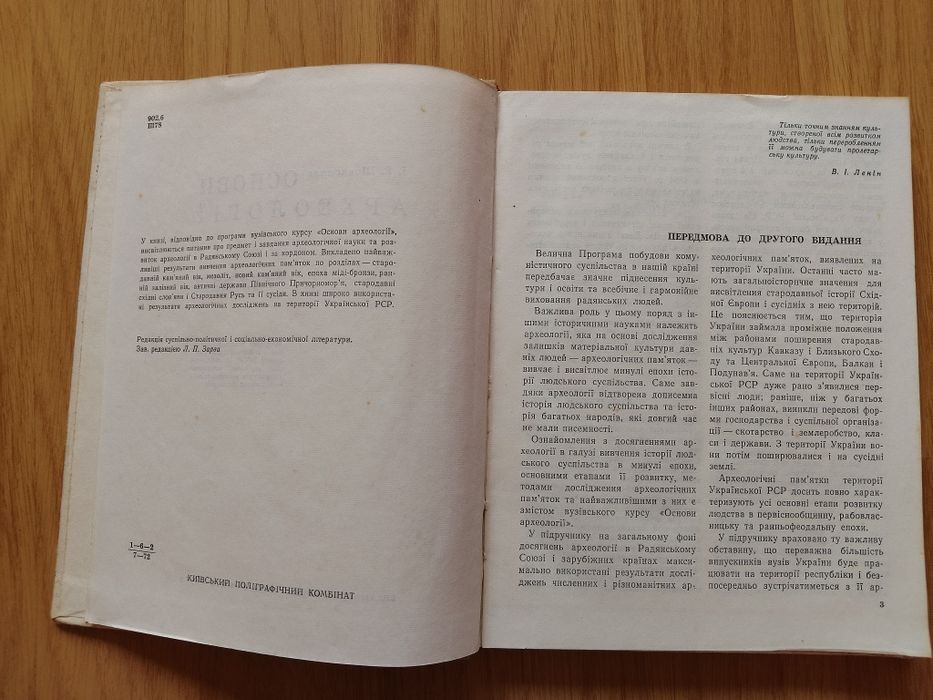 902.6
Ш78
ОСНОВИ
АРХЕОЛОГІЇ
У книзі, відповідно до програми вузівського курсу «Основи археології»,
висвітлюються питання про предмет і завдання археологічної науки та роз-
виток археології в Радянському Союзі і за кордоном. Викладено найваж-
ливіші результати вивчення археологічних пам'яток по розділах — старо-
давній кам'яний вік, мезоліт, новий кам'яний вік, епоха міді-бронзи, ран-
ній залізний вік, античні держави Північного Причорномор'я, стародавні
східні слов'яни і Стародавня Русь та її сусіди. В книзі широко використа-
ні результати археологічних досліджень на території Української РСР.
Редакція суспільно-політичної і соціально-економічної літератури.
Зав. редакцією Л. П. Зарва
1—6—2
7—72
КИЇВСЬКИЙ ПОЛІГРАФІЧНИЙ КОМБІНАТ
Тільки точним знанням куль-
тури, створеної всім розвитком
людства, тільки переробленням
її можна будувати пролетар-
ську культуру.
В. І. Ленін
ПЕРЕДМОВА ДО ДРУГОГО ВИДАННЯ
Велична Програма побудови кому-
ністичного суспільства в нашій країні
передбачає значне піднесення культу-
ри і освіти та всебічне і гармонійне
виховання радянських людей.
Важлива роль у цьому поряд з ін-
шими історичними науками належить
археології, яка на основі дослідження
залишків матеріальної культури дав-
ніх людей — археологічних пам'яток —
вивчає і висвітлює минулі епохи істо-
рії людського суспільства. Саме зав-
дяки археології відтворена дописемна
історія людського суспільства та істо-
рія багатьох народів, які довгий час
не мали писемності.
Ознайомлення з досягненнями ар-
хеології в галузі вивчення історії люд-
ського суспільства в минулі епохи,
основними етапами її розвитку, ме-
тодами дослідження археологічних
пам'яток та найважливішими з них є
змістом вузівського курсу «Основи
археології».
У підручнику на загальному фоні
досягнень археології в Радянському
Союзі і зарубіжних країнах макси-
мально використані результати дослі-
джень численних і різноманітних ар-
хеологічних пам'яток, виявлених на
території України. Останні часто ма-
ють загальноісторичне значення для
висвітлення стародавньої історії Схід-
ної Європи і сусідніх з нею територій.
Це пояснюється тим, що територія
України займала проміжне положення
між районами поширення стародав-
ніх культур Кавказу і Близького Схо-
ду та Центральної Європи, Балкан і
Подунав'я. Саме на території Україн-
ської РСР дуже рано з'явилися перві-
сні люди; раніше, ніж у багатьох
інших районах, виникли передові фор-
ми господарства і суспільної організа-
ції — скотарство і землеробство, кла-
си і держави. З території України во-
ни потім поширювалися і на сусідні
землі.
Археологічні пам'ятки території
Української РСР досить повно харак-
теризують усі основні етапи розвитку
людства в первіснообщинну, рабовлас-
ницьку та ранньофеодальну епохи.
У підручнику враховано ту важливу
обставину, що переважна більшість
випускників вузів України буде пра-
цювати на території республіки і без-
посередньо зустрічатиметься з її ар-
3